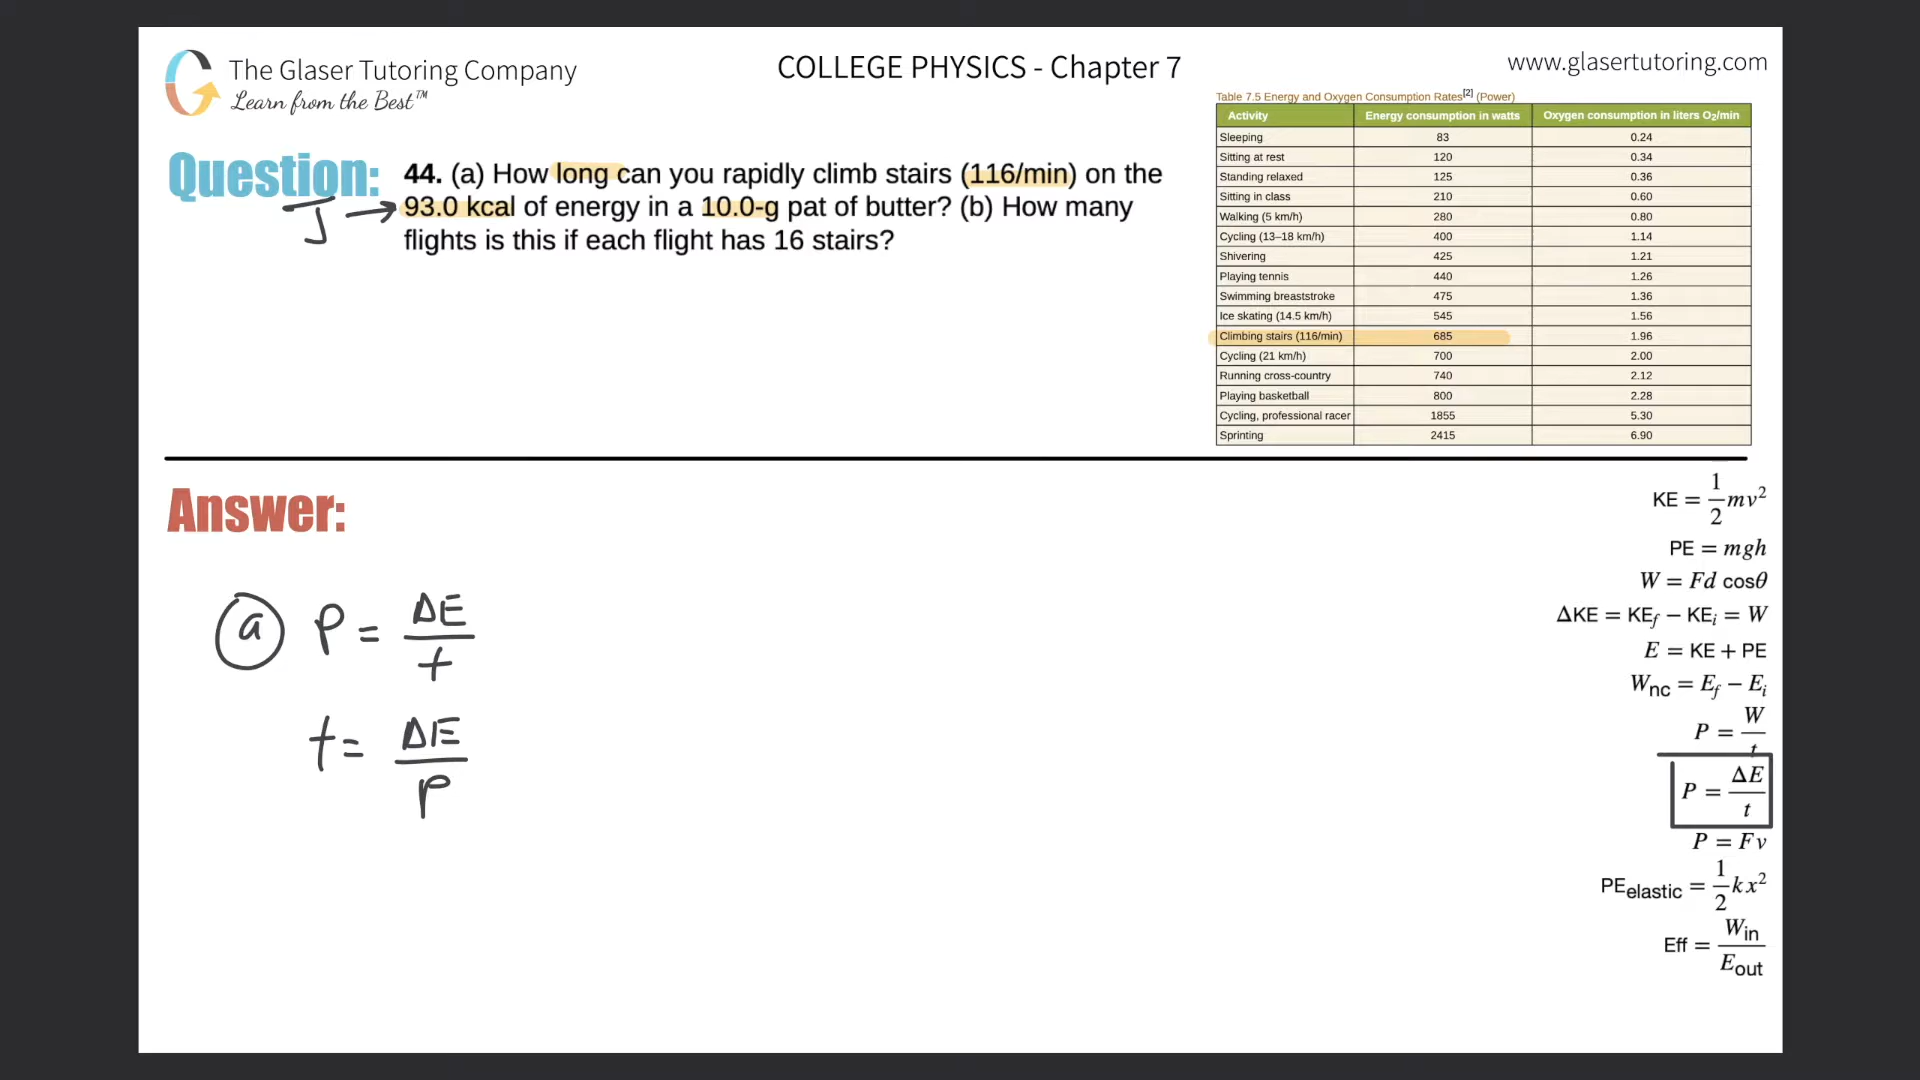 The Glaser Tutoring Company
Learn from the Best™
COLLEGE PHYSICS - Chapter 7
www.glasertutoring.com
Question:
J →
44. (a) How long can you rapidly climb stairs (116/min) on the
93.0 kcal of energy in a 10.0-g pat of butter? (b) How many
flights is this if each flight has 16 stairs?
Table 7.5 Energy and Oxygen Consumption Rates[2] (Power)
Activity Energy consumption in watts Oxygen consumption in liters O2/min
Sleeping 83 0.24
Sitting at rest 120 0.34
Standing relaxed 125 0.36
Sitting in class 210 0.60
Walking (5 km/h) 280 0.80
Cycling (13–18 km/h) 400 1.14
Shivering 425 1.21
Playing tennis 440 1.26
Swimming breaststroke 475 1.36
Ice skating (14.5 km/h) 545 1.56
Climbing stairs (116/min) 685 1.96
Cycling (21 km/h) 700 2.00
Running cross-country 740 2.12
Playing basketball 800 2.28
Cycling, professional racer 1855 5.30
Sprinting 2415 6.90
Answer:
a P = ΔE/t
t = ΔE/P
KE = 1/2 mv²
PE = mgh
W = Fd cosθ
ΔKE = KEf − KEi = W
E = KE + PE
Wnc = Ef − Ei
P = W/t
P = ΔE/t
P = Fv
PEelastic = 1/2 kx²
Eff = Win/Eout